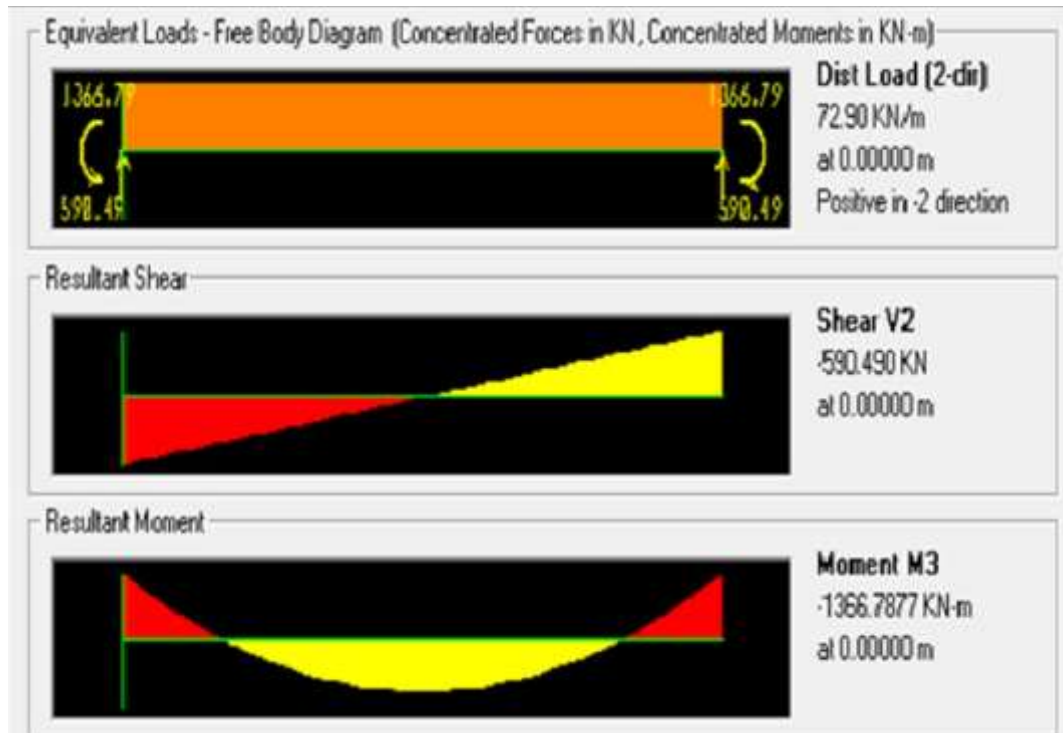 Equivalent Loads - Free Body Diagram (Concentrated Forces in KN, Concentrated Moments in KN-m)
1366.79
1366.79
590.49
590.49
Dist Load (2-dir)
72.90 KN/m
at 0.00000 m
Positive in -2 direction
Resultant Shear
Shear V2
-590.490 KN
at 0.00000 m
Resultant Moment
Moment M3
-1366.7877 KN-m
at 0.00000 m